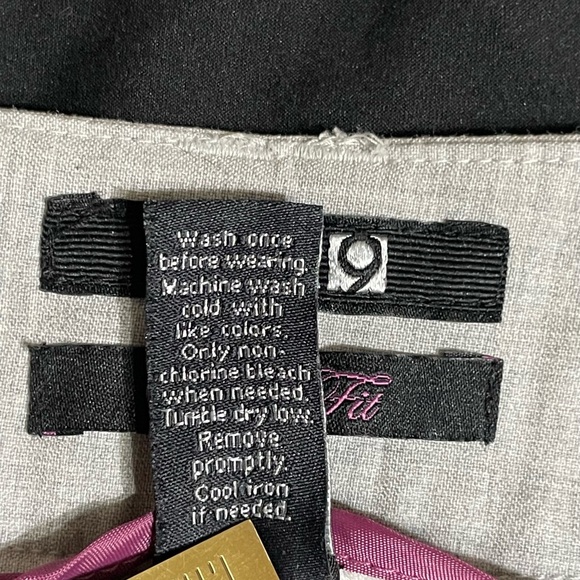 Wash once
before wearing.
Machine wash
cold with
like colors.
Only non-
chlorine bleach
when needed.
Tumble dry low.
Remove
promptly.
Cool iron
if needed.
9
Fit